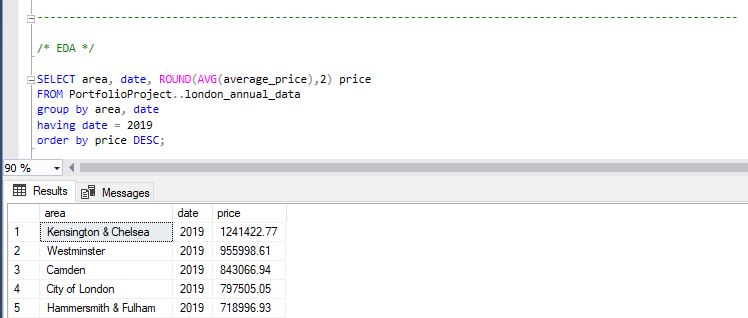 /* EDA */
SELECT area, date, ROUND(AVG(average_price),2) price
FROM PortfolioProject..london_annual_data
group by area, date
having date = 2019
order by price DESC;
90 %
Results Messages
area date price
1 Kensington & Chelsea 2019 1241422.77
2 Westminster 2019 955998.61
3 Camden 2019 843066.94
4 City of London 2019 797505.05
5 Hammersmith & Fulham 2019 718996.93